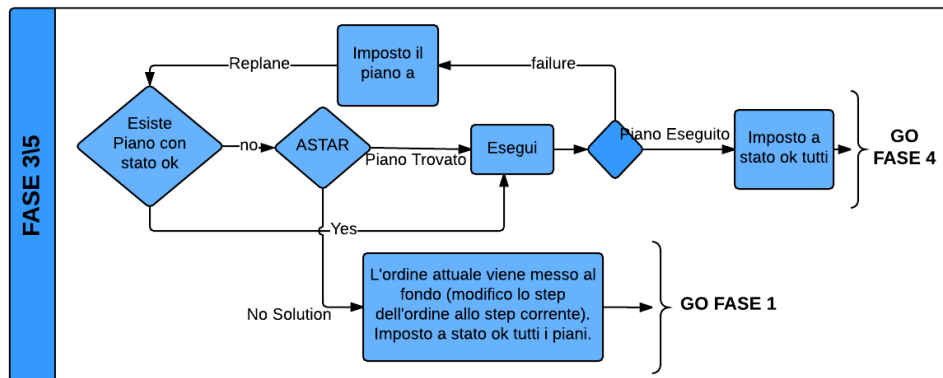 FASE 3\5
Replane
Imposto il
piano a
failure
Esiste
Piano con
stato ok
no
ASTAR
Piano Trovato
Esegui
Piano Eseguito
Imposto a
stato ok tutti
GO
FASE 4
Yes
No Solution
L'ordine attuale viene messo al
fondo (modifico lo step
dell'ordine allo step corrente).
Imposto a stato ok tutti i piani.
GO FASE 1